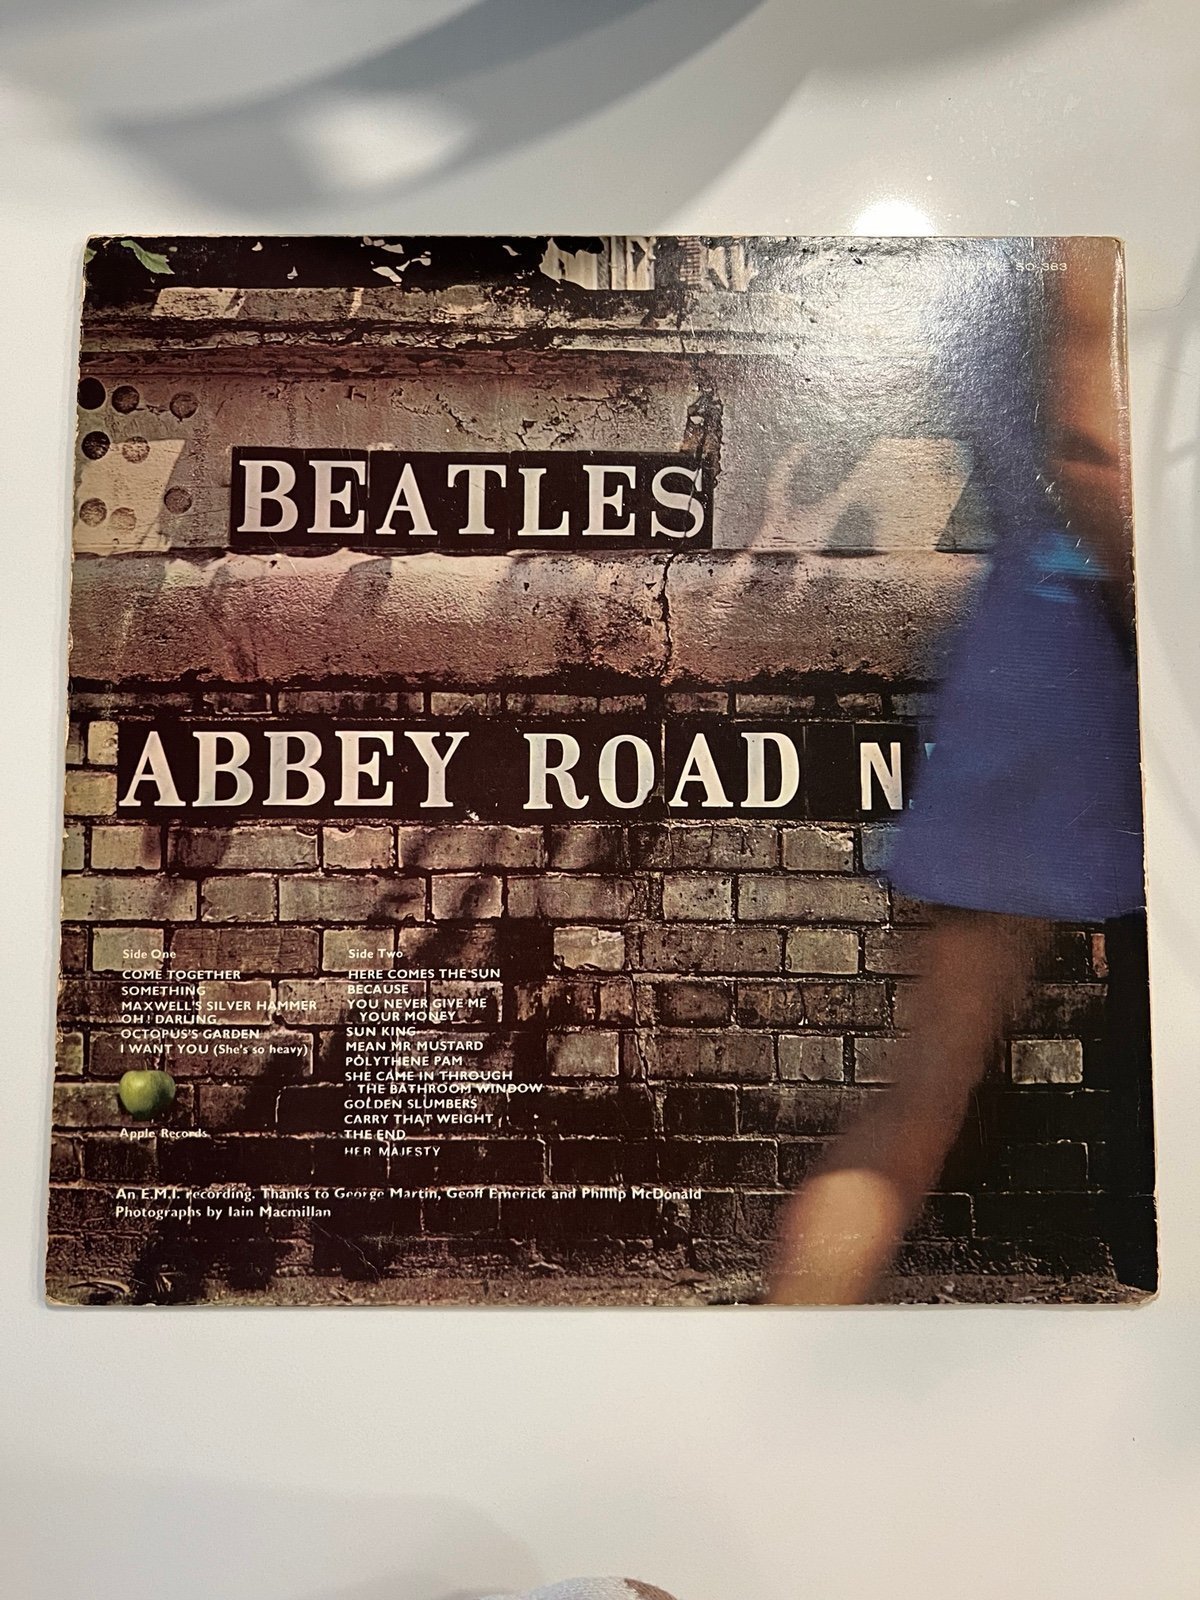 SO-383
BEATLES
ABBEY ROAD N
Side One
COME TOGETHER
SOMETHING
MAXWELL'S SILVER HAMMER
OH! DARLING
OCTOPUS'S GARDEN
I WANT YOU (She's so heavy)
Apple Records
Side Two
HERE COMES THE SUN
BECAUSE
YOU NEVER GIVE ME
YOUR MONEY
SUN KING
MEAN MR MUSTARD
POLYTHENE PAM
SHE CAME IN THROUGH
THE BATHROOM WINDOW
GOLDEN SLUMBERS
CARRY THAT WEIGHT
THE END
HER MAJESTY
An E.M.I. recording. Thanks to George Martin, Geoff Emerick and Phillip McDonald
Photographs by Iain Macmillan